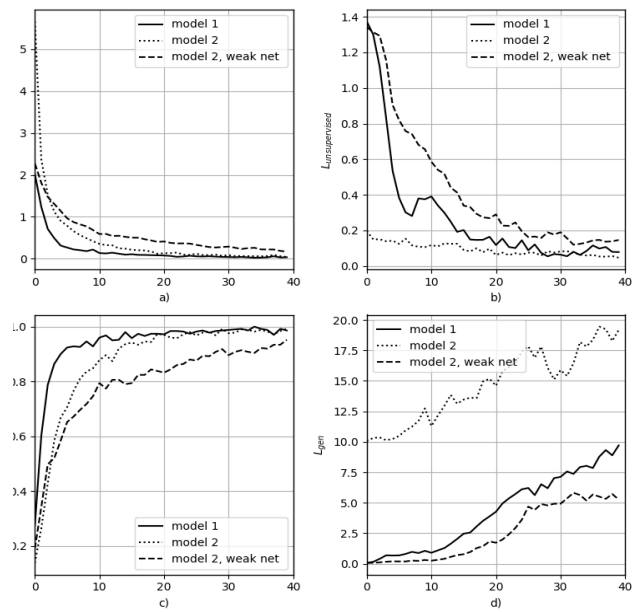 model 1
model 2
model 2, weak net
5
4
3
2
1
0
0 10 20 30 40
a)
model 1
model 2
model 2, weak net
1.4
1.2
1.0
0.8
0.6
0.4
0.2
0.0
L_unsupervised
0 10 20 30 40
b)
model 1
model 2
model 2, weak net
.0
.8
.6
.4
.2
0 10 20 30 40
c)
model 1
model 2
model 2, weak net
20.0
17.5
15.0
12.5
10.0
7.5
5.0
2.5
0.0
L_gen
0 10 20 30 40
d)